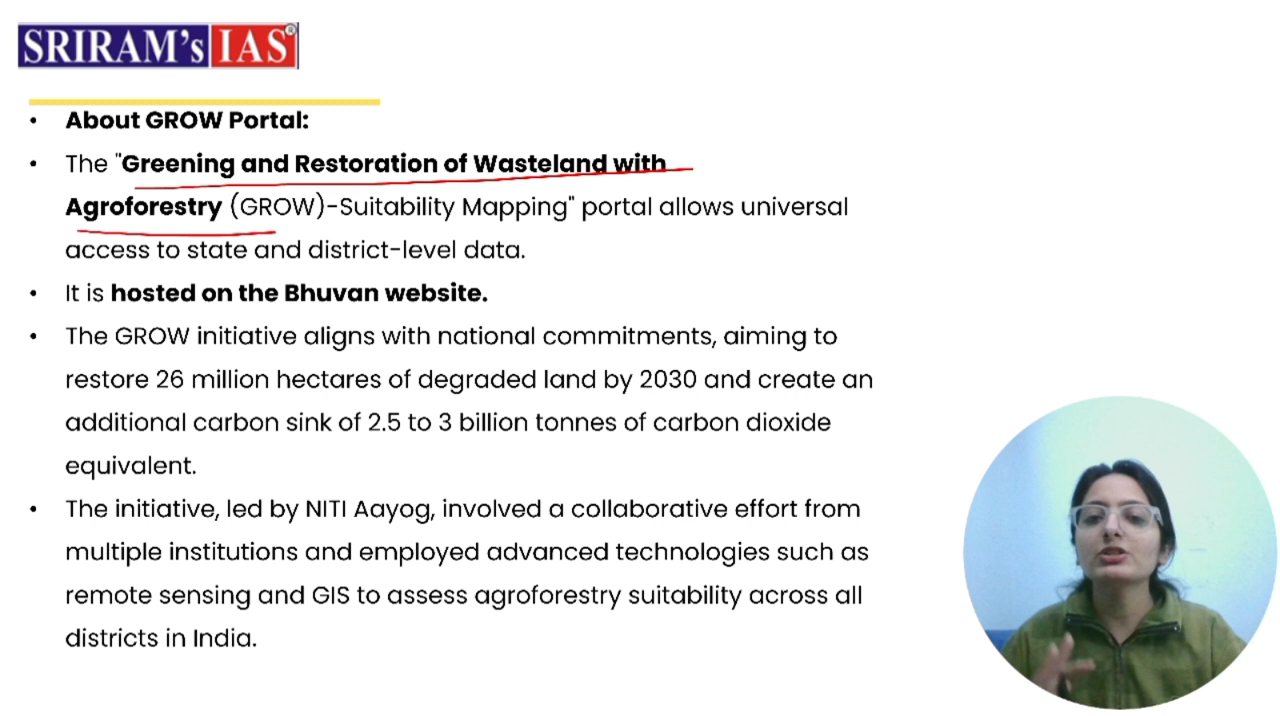 SRIRAM's IAS®
• About GROW Portal:
• The "Greening and Restoration of Wasteland with
Agroforestry (GROW)-Suitability Mapping" portal allows universal
access to state and district-level data.
• It is hosted on the Bhuvan website.
• The GROW initiative aligns with national commitments, aiming to
restore 26 million hectares of degraded land by 2030 and create an
additional carbon sink of 2.5 to 3 billion tonnes of carbon dioxide
equivalent.
• The initiative, led by NITI Aayog, involved a collaborative effort from
multiple institutions and employed advanced technologies such as
remote sensing and GIS to assess agroforestry suitability across all
districts in India.